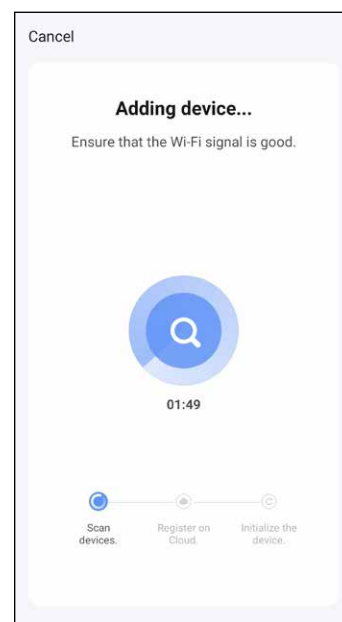 Cancel
Adding device...
Ensure that the Wi-Fi signal is good.
01:49
Scan
devices.
Register on
Cloud.
Initialize the
device.